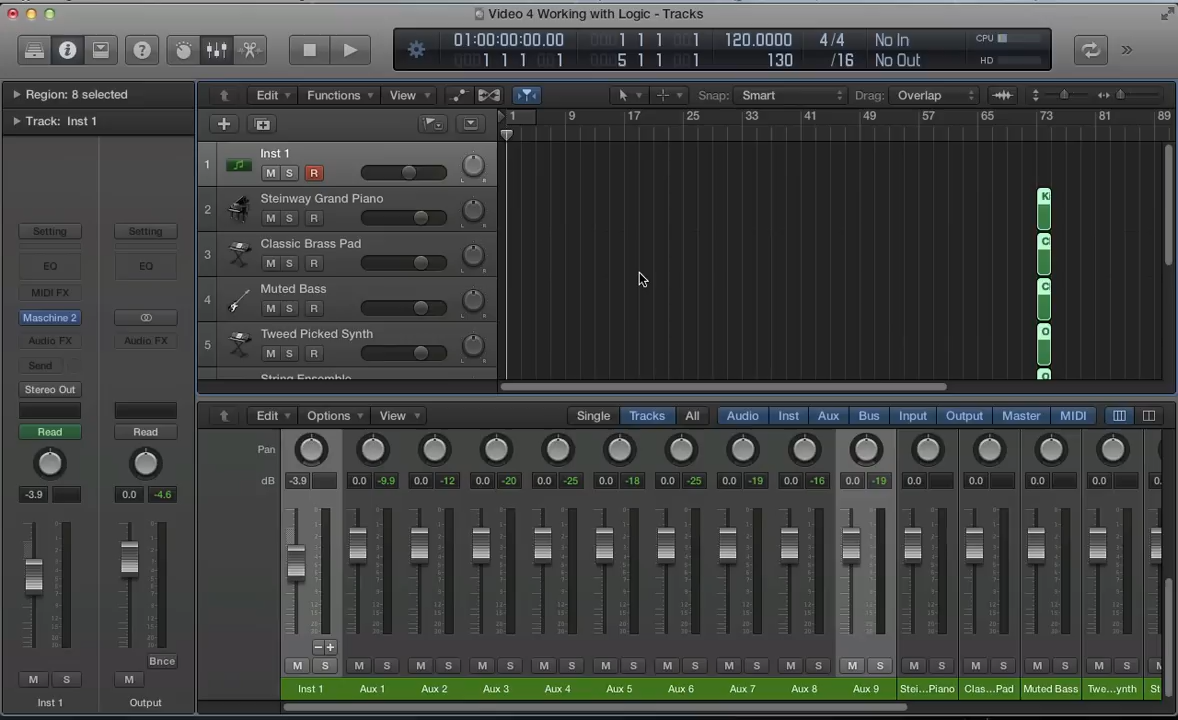 Video 4 Working with Logic - Tracks
01:00:00:00.00 1 1 1 1 120.0000 4/4 No In CPU
1 1 1 1 5 1 1 1 130 /16 No Out HD
Region: 8 selected
Track: Inst 1
Edit Functions View Snap: Smart Drag: Overlap
1 9 17 25 33 41 49 57 65 73 81 89
1 Inst 1
M S R L R
2 Steinway Grand Piano
M S R L R
3 Classic Brass Pad
M S R L R
4 Muted Bass
M S R L R
5 Tweed Picked Synth
M S R L R
String Ensemble
K
C
C
O
O
Setting Setting
EQ EQ
MIDI FX
Maschine 2
Audio FX Audio FX
Send
Stereo Out
Read Read
-3.9 0.0 -4.6
Bnce
M S M
Inst 1 Output
Edit Options View Single Tracks All Audio Inst Aux Bus Input Output Master MIDI
Pan
dB -3.9 0.0 -9.9 0.0 -12 0.0 -20 0.0 -25 0.0 -18 0.0 -25 0.0 -19 0.0 -16 0.0 -19 0.0 0.0 0.0 0.0 0.
M S M S M S M S M S M S M S M S M S M S M S M S M S M S M
Inst 1 Aux 1 Aux 2 Aux 3 Aux 4 Aux 5 Aux 6 Aux 7 Aux 8 Aux 9 Stei...Piano Clas...Pad Muted Bass Twe...ynth St